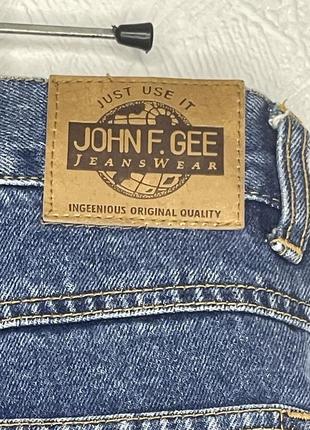 JUST USE IT
JOHN F. GEE
JEANSWEAR
INGEENIOUS ORIGINAL QUALITY